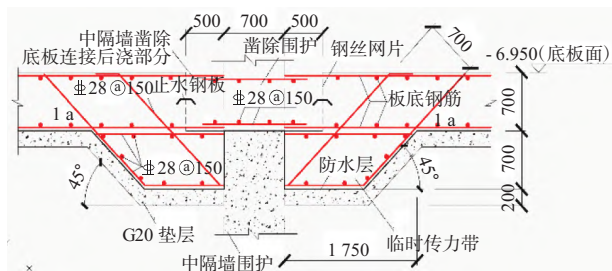 500 700 500
中隔墙凿除
底板连接后浇部分
凿除围护
钢丝网片
700
-6.950(底板面)
⌀28@150
止水钢板
⌀28@150
板底钢筋
700
la
la
⌀28@150
防水层
700
45°
45°
200
G20 垫层
临时传力带
中隔墙围护
1 750